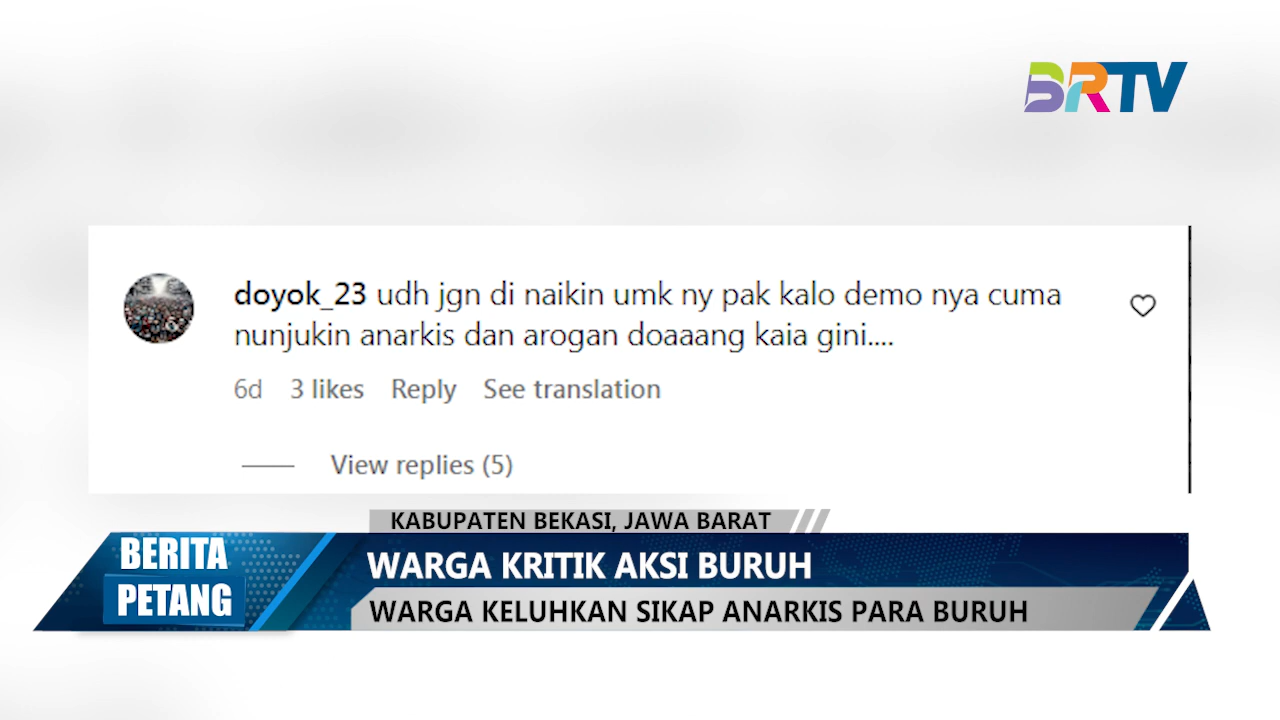 BRTV
doyok_23 udh jgn di naikin umk ny pak kalo demo nya cuma
nunjukin anarkis dan arogan doaaang kaia gini....
6d 3 likes Reply See translation
View replies (5)
KABUPATEN BEKASI, JAWA BARAT
BERITA
PETANG
WARGA KRITIK AKSI BURUH
WARGA KELUHKAN SIKAP ANARKIS PARA BURUH